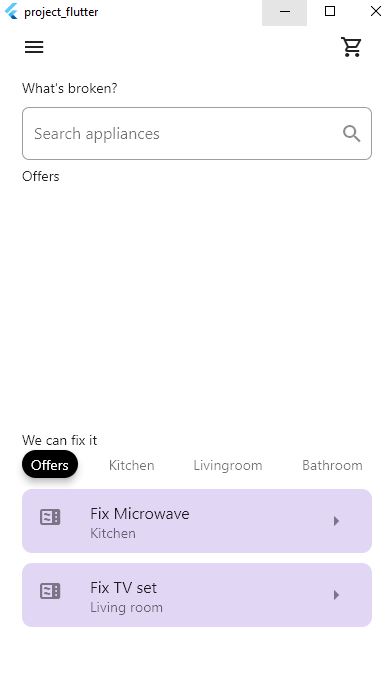 project_flutter
What's broken?
Search appliances
Offers
We can fix it
Offers Kitchen Livingroom Bathroom
Fix Microwave
Kitchen
Fix TV set
Living room